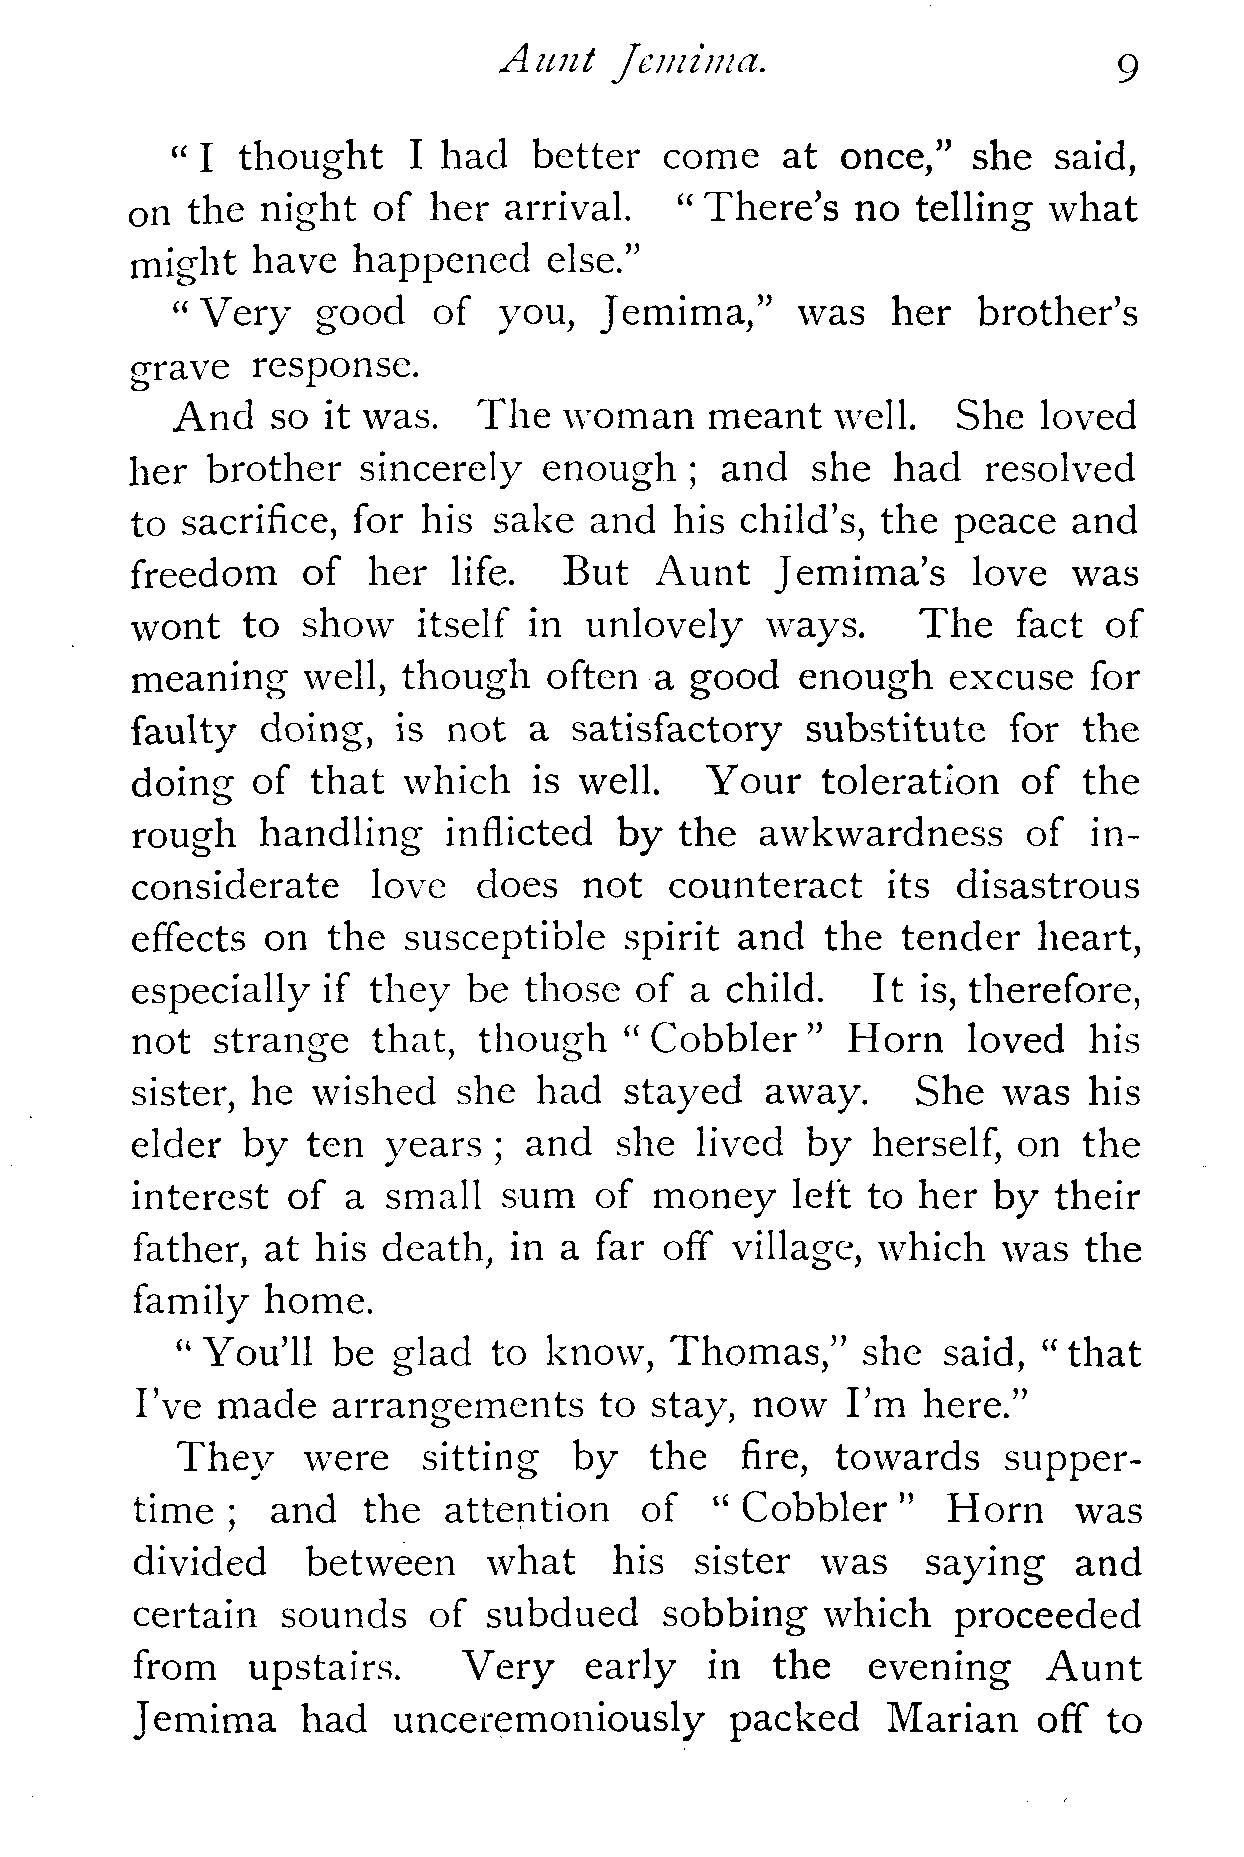 Aunt Jemima. 9
“ I thought I had better come at once,” she said,
on the night of her arrival. “ There’s no telling what
might have happened else.”
“ Very good of you, Jemima,” was her brother’s
grave response.
And so it was. The woman meant well. She loved
her brother sincerely enough ; and she had resolved
to sacrifice, for his sake and his child’s, the peace and
freedom of her life. But Aunt Jemima’s love was
wont to show itself in unlovely ways. The fact of
meaning well, though often a good enough excuse for
faulty doing, is not a satisfactory substitute for the
doing of that which is well. Your toleration of the
rough handling inflicted by the awkwardness of in-
considerate love does not counteract its disastrous
effects on the susceptible spirit and the tender heart,
especially if they be those of a child. It is, therefore,
not strange that, though “ Cobbler ” Horn loved his
sister, he wished she had stayed away. She was his
elder by ten years ; and she lived by herself, on the
interest of a small sum of money left to her by their
father, at his death, in a far off village, which was the
family home.
“ You’ll be glad to know, Thomas,” she said, “ that
I’ve made arrangements to stay, now I’m here.”
They were sitting by the fire, towards supper-
time ; and the attention of “ Cobbler ” Horn was
divided between what his sister was saying and
certain sounds of subdued sobbing which proceeded
from upstairs. Very early in the evening Aunt
Jemima had unceremoniously packed Marian off to